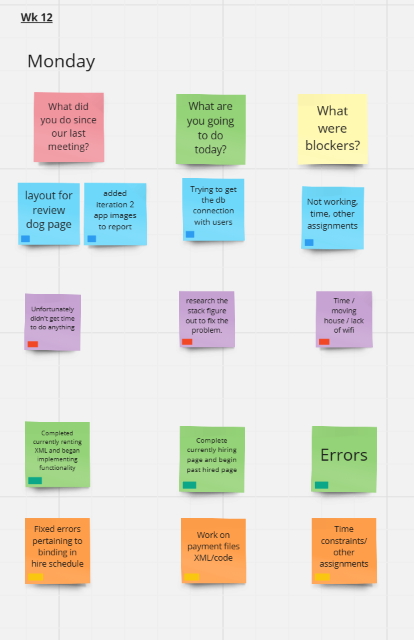 Wk 12
Monday
What did
you do since
our last
meeting?
What are
you going
to do
today?
What
were
blockers?
layout for
review
dog page
added
iteration 2
app images
to report
Trying to get
the db
connection
with users
Not working,
time, other
assignments
Unfortunately
didn't get time
to do anything
research the
stack figure
out to fix the
problem.
Time /
moving
house / lack
of wifi
Completed
currently renting
XML and began
implementing
functionality
Complete
currently hiring
page and begin
past hired page
Errors
Fixed errors
pertaining to
binding in
hire schedule
Work on
payment files
XML/code
Time
constraints/
other
assignments